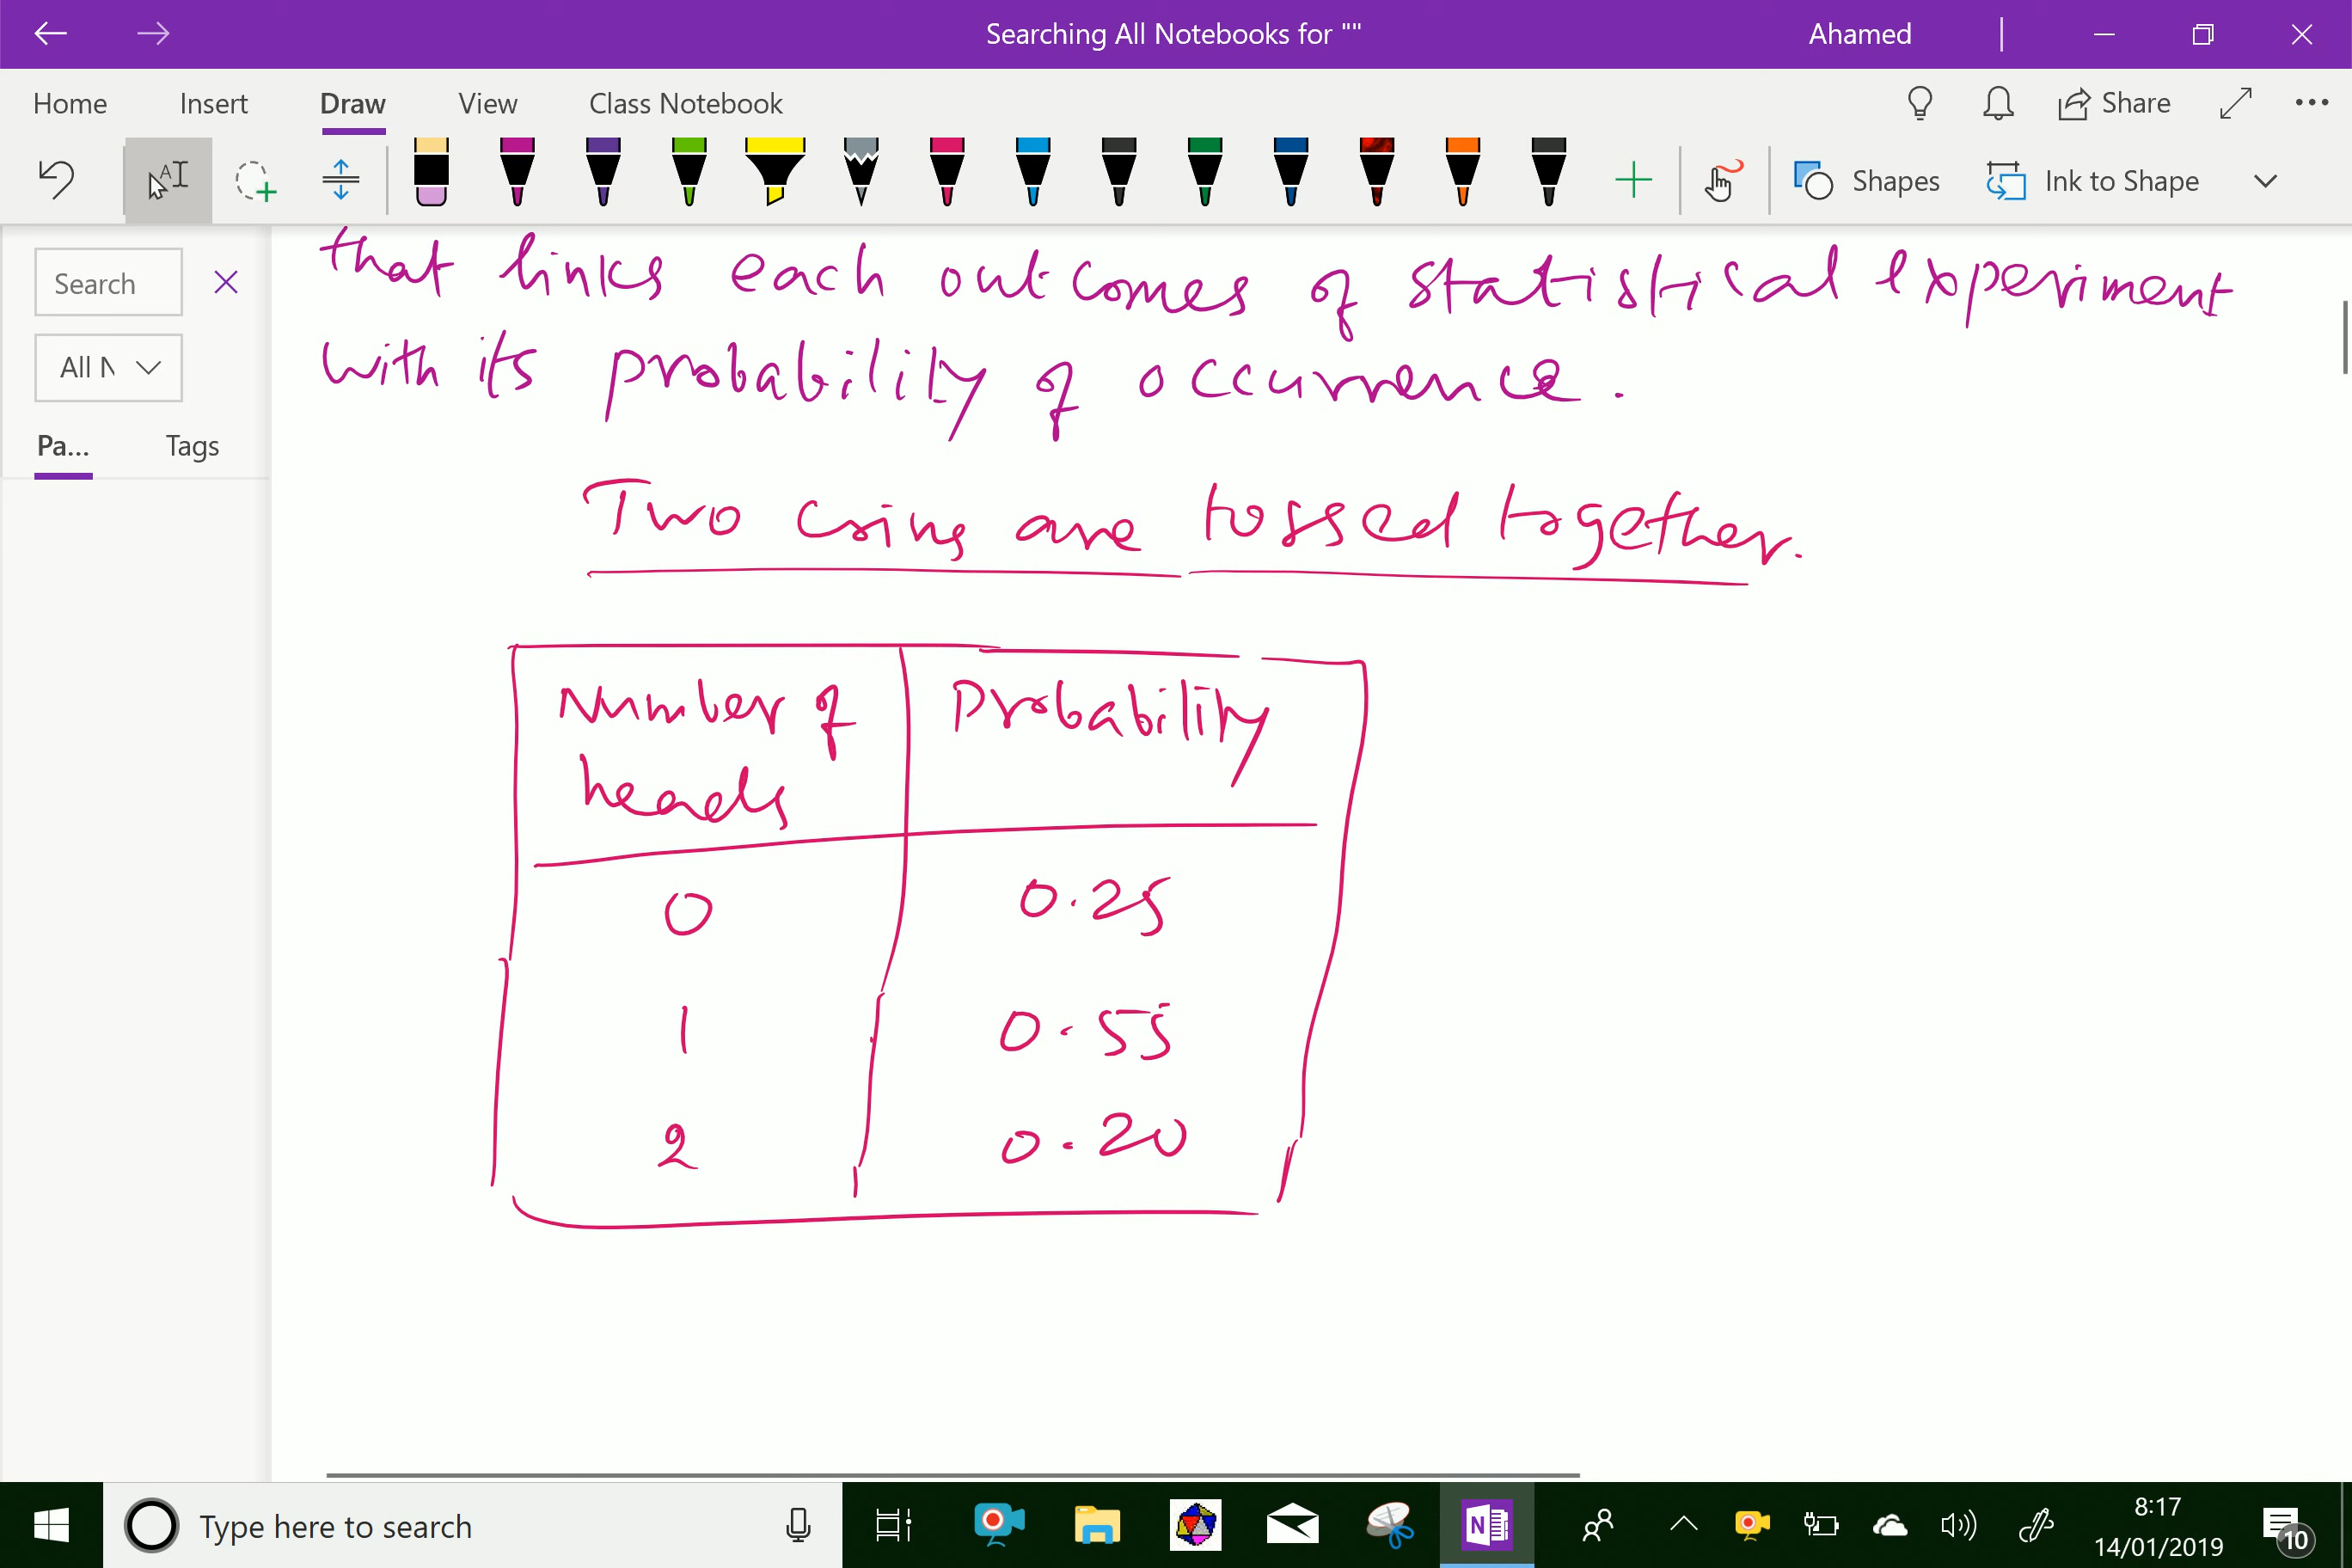 Searching All Notebooks for "" Ahamed
Home Insert Draw View Class Notebook Share
Shapes Ink to Shape
Search
All N
Pa... Tags
that links each outcomes of statistical experiment
with its probability of occurrence.
Two coins are tossed together.
Number of Probability
heads
0 0.25
1 0.55
2 0.20
Type here to search
N
8:17
14/01/2019
10